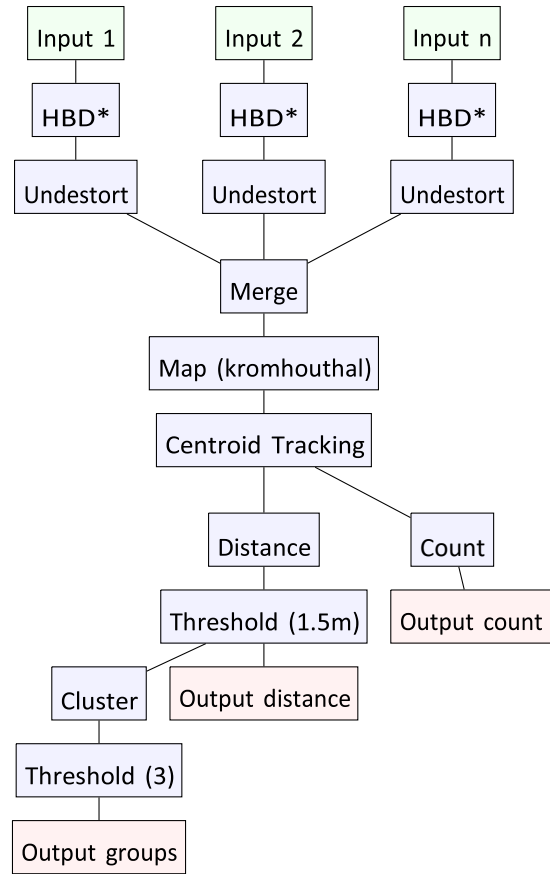 Input 1
Input 2
Input n
HBD*
HBD*
HBD*
Undestort
Undestort
Undestort
Merge
Map (kromhouthal)
Centroid Tracking
Distance
Count
Threshold (1.5m)
Output count
Cluster
Output distance
Threshold (3)
Output groups